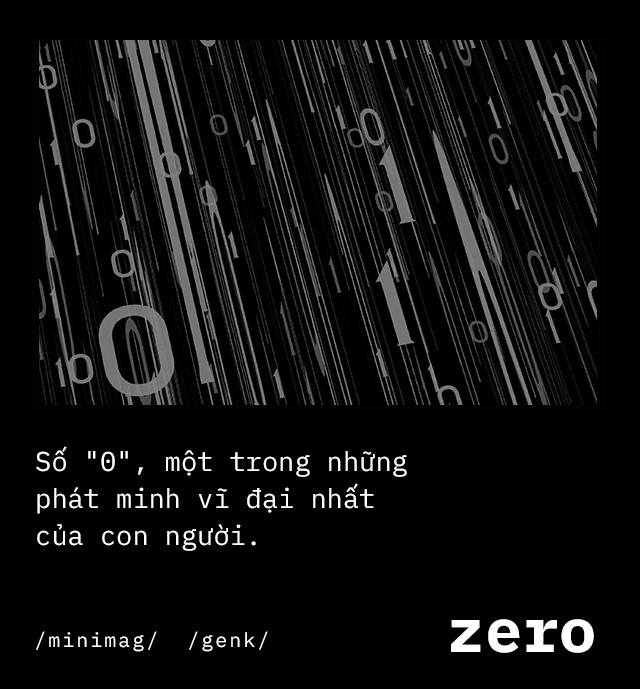 Số "0", một trong những
phát minh vĩ đại nhất
của con người.
/minimag/ /genk/
zero